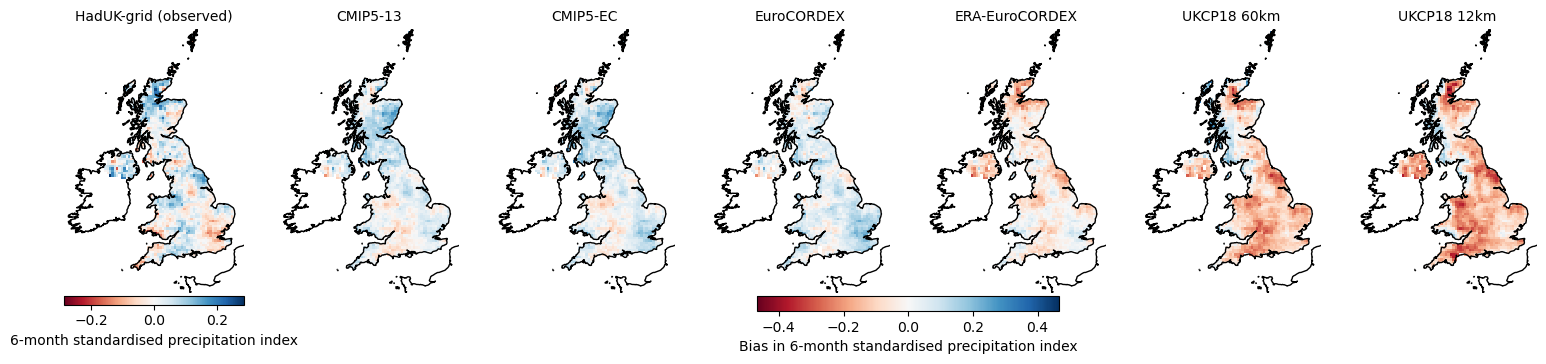 HadUK-grid (observed)
CMIP5-13
CMIP5-EC
EuroCORDEX
ERA-EuroCORDEX
UKCP18 60km
UKCP18 12km
−0.2 0.0 0.2
6-month standardised precipitation index
−0.4 −0.2 0.0 0.2 0.4
Bias in 6-month standardised precipitation index